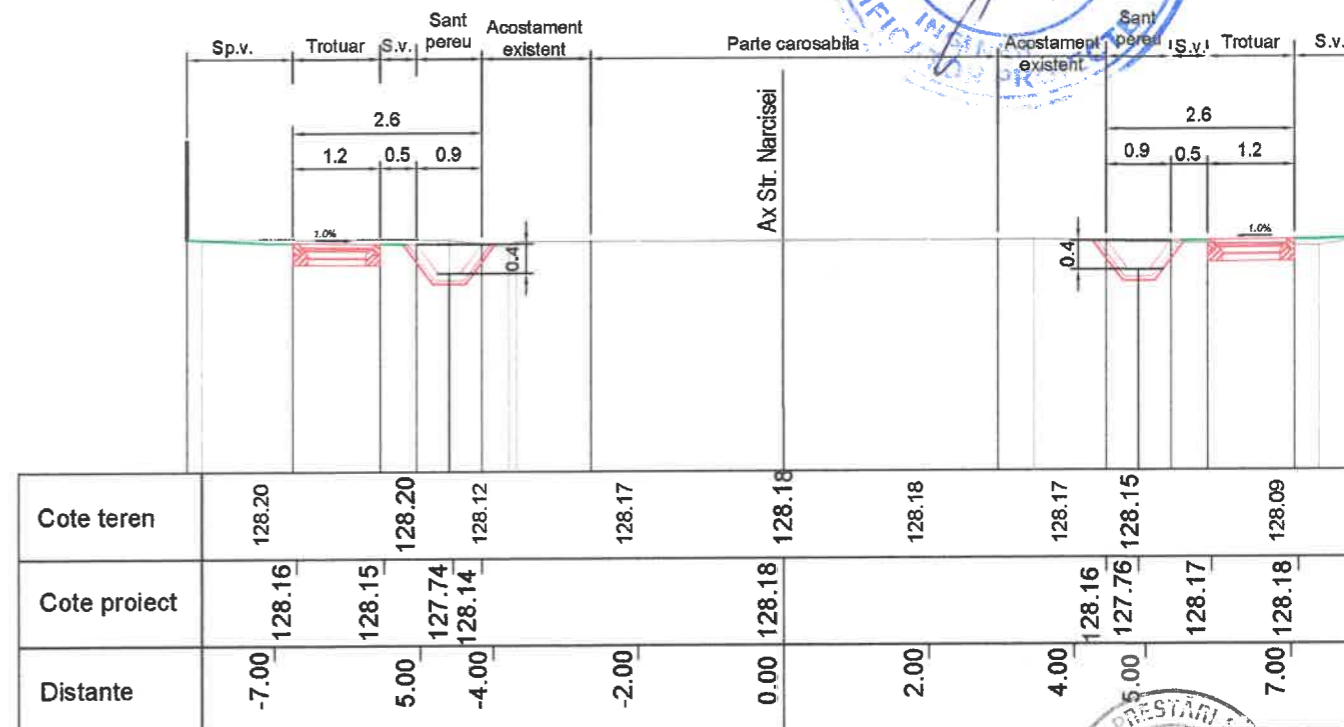 Sp.v.
Trotuar
S.v.
Sant
pereu
Acostament
existent
Parte carosabila
Acostament
existent
Sant
pereu
S.v.
Trotuar
S.v.
2.6
1.2
0.5
0.9
2.6
0.9
0.5
1.2
Ax Str. Narcisei
1.0%
0.4
0.4
1.0%
Cote teren
128.20
128.20
128.12
128.17
128.18
128.18
128.17
128.15
128.09
Cote proiect
128.16
128.15
127.74
128.14
128.18
128.16
127.76
128.17
128.18
Distante
-7.00
5.00
-4.00
-2.00
0.00
2.00
4.00
5.00
7.00
PRESTĂRI